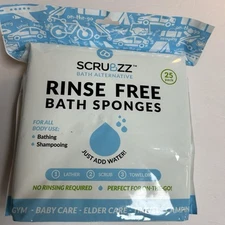 SCRUBZZ™
BATH ALTERNATIVE
25
RINSE FREE
BATH SPONGES
FOR ALL
BODY USE:
• Bathing
• Shampooing
JUST ADD WATER!
1 LATHER 2 SCRUB 3 TOWEL DRY
NO RINSING REQUIRED • PERFECT FOR ON-THE-GO!
GYM - BABY CARE - ELDER CARE